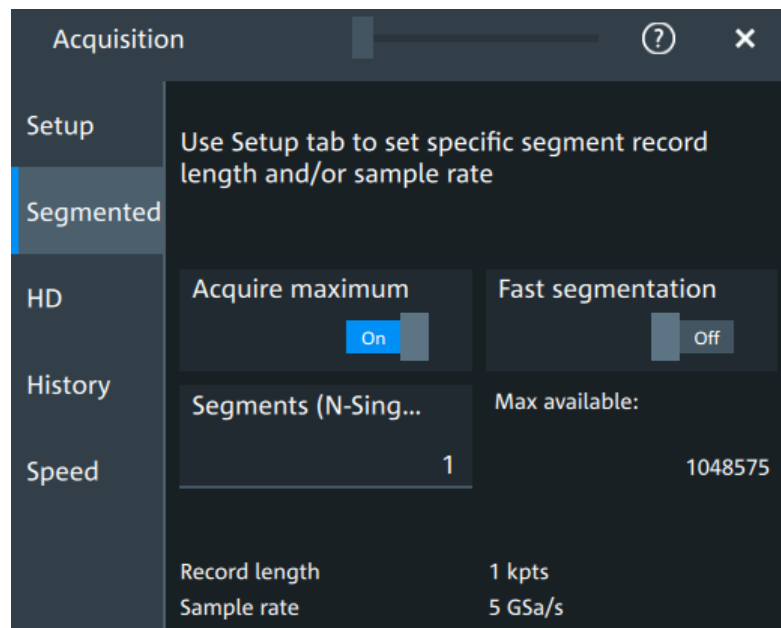 Acquisition
?
Setup
Segmented
HD
History
Speed
Use Setup tab to set specific segment record
length and/or sample rate
Acquire maximum
On
Fast segmentation
Off
Segments (N-Sing...
1
Max available:
1048575
Record length 1 kpts
Sample rate 5 GSa/s